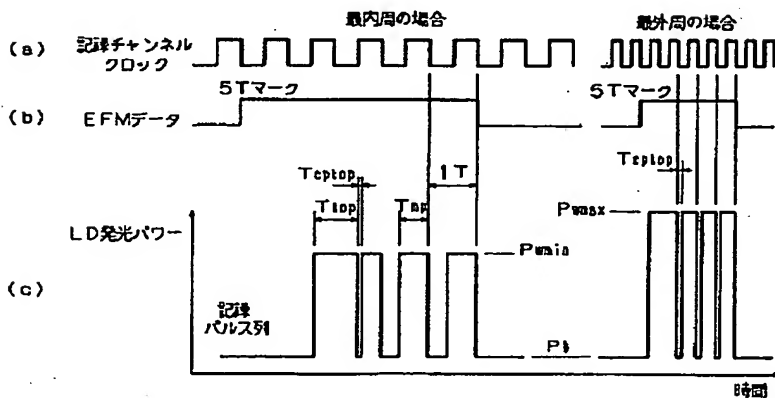 最内周の場合
最外周の場合
(a)
記録チャンネル
クロック
5Tマーク
5Tマーク
(b)
EFMデータ
1T
Tcptop
Tcptop
Ttop
Tmp
Pwmax
LD発光パワー
Pwmin
(c)
記録
パルス列
Pb
時間